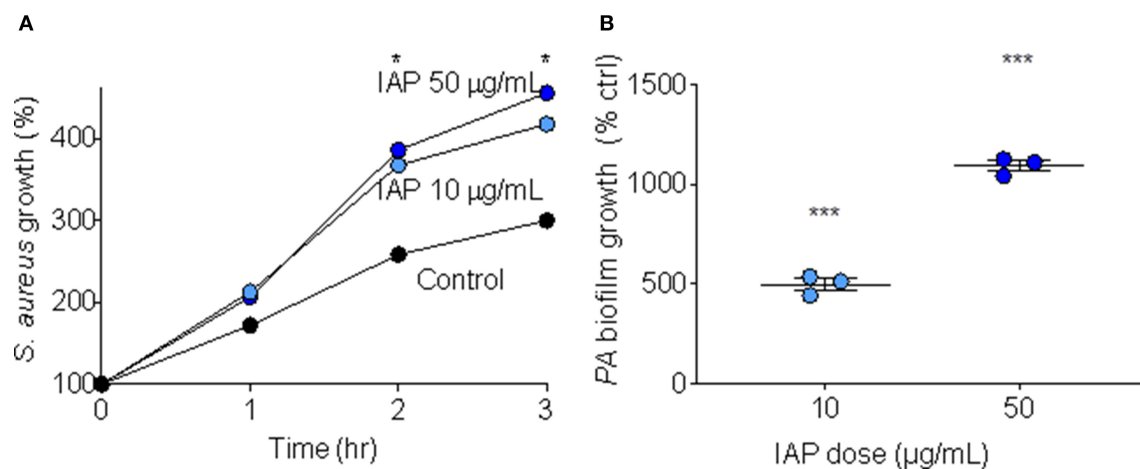 A
* *
IAP 50 µg/mL
IAP 10 µg/mL
Control
400
300
200
100
0 1 2 3
Time (hr)
S. aureus growth (%)
B
***
***
1500
1000
500
0
10 50
IAP dose (µg/mL)
PA biofilm growth (% ctrl)